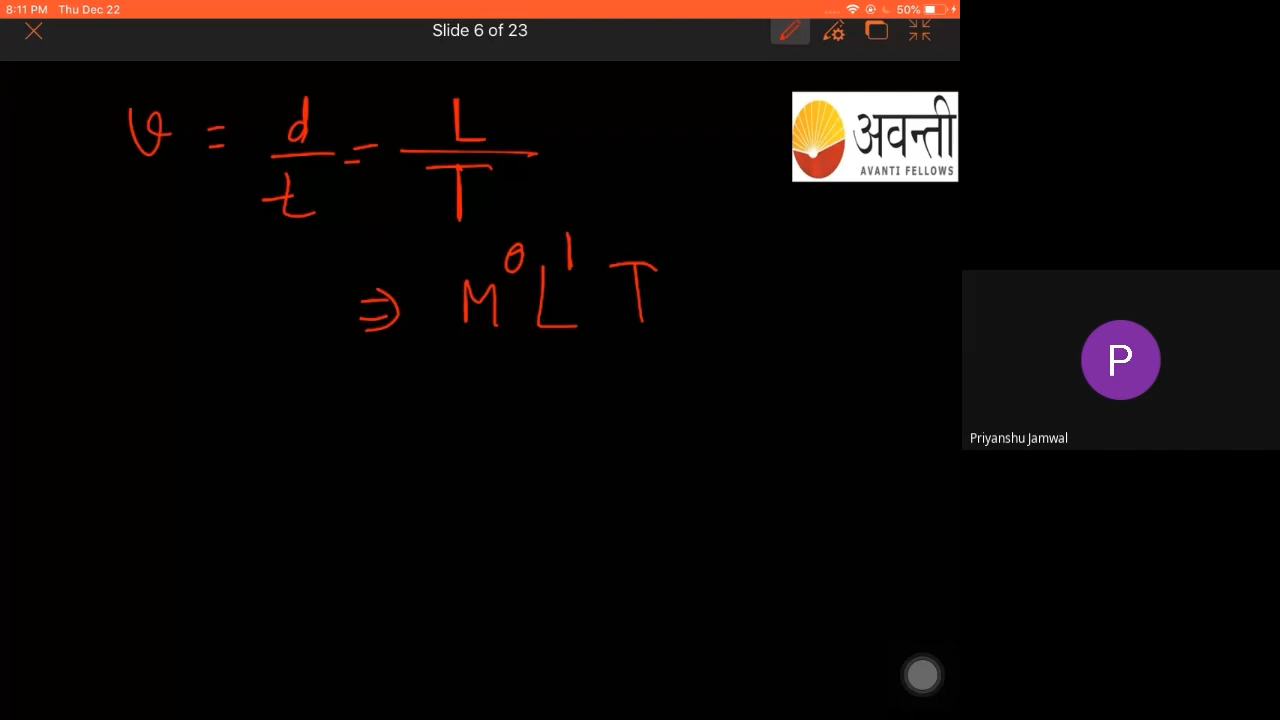 8:11 PM Thu Dec 22 50%
Slide 6 of 23
v = d/t = L/T
⇒ M⁰ L¹ T
अवन्ती
AVANTI FELLOWS
P
Priyanshu Jamwal